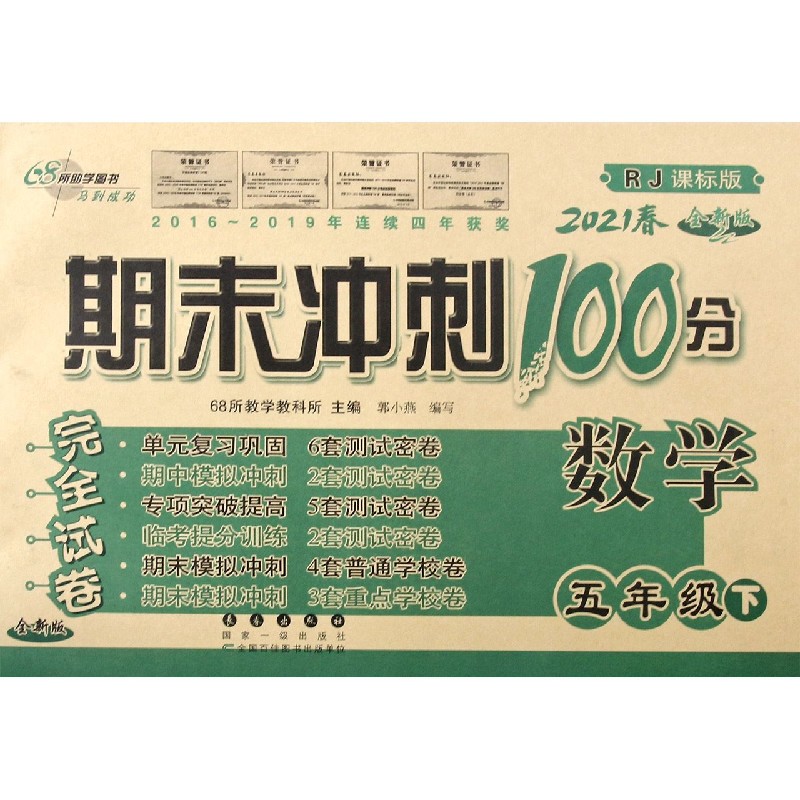 68所助学图书
马到成功
荣誉证书 荣誉证书 荣誉证书 荣誉证书
2016～2019年连续四年获奖
RJ 课标版
2021春 全新版
期末冲刺100分
68所教学教科所 主编 郭小燕 编写
完全试卷
全新版
·单元复习巩固 6套测试密卷
·期中模拟冲刺 2套测试密卷
·专项突破提高 5套测试密卷
·临考提分训练 2套测试密卷
·期末模拟冲刺 4套普通学校卷
·期末模拟冲刺 3套重点学校卷
数学
五年级下
长春出版社
国家一级出版社
全国百佳图书出版单位